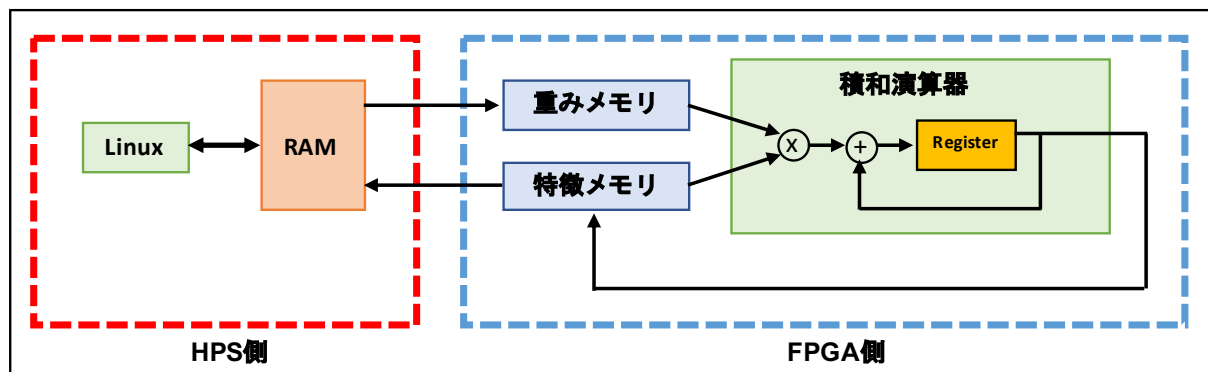 積和演算器
重みメモリ
Linux
RAM
X
+
Register
特徴メモリ
HPS側
FPGA側